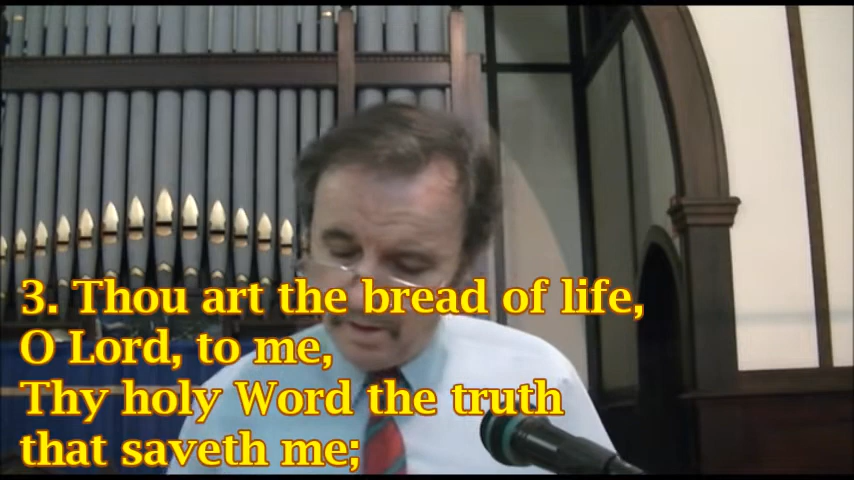 3. Thou art the bread of life,
O Lord, to me,
Thy holy Word the truth
that saveth me;